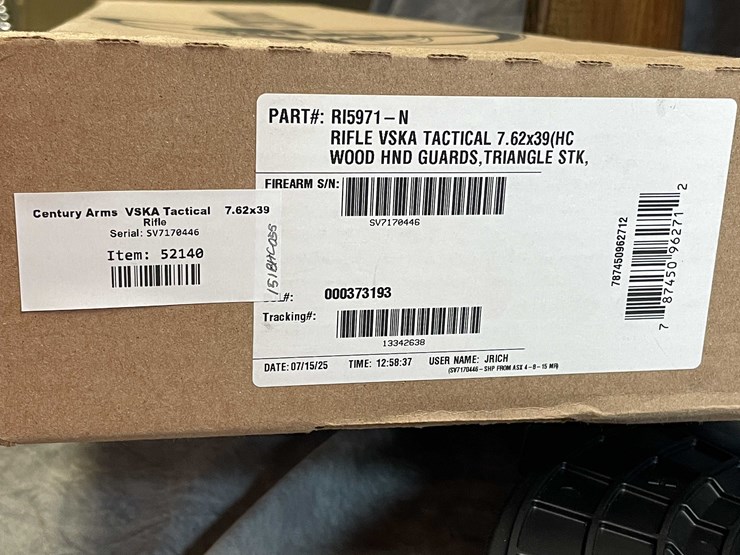 PART#: RI5971-N
RIFLE VSKA TACTICAL 7.62x39(HC
WOOD HND GUARDS,TRIANGLE STK,
FIREARM S/N:
SV7170446
Century Arms VSKA Tactical 7.62x39
Rifle
Serial: SV7170446
Item: 52140
#:
000373193
Tracking#:
13342638
DATE: 07/15/25 TIME: 12:58:37 USER NAME: JRICH
787450962712
7 87450 96271 2